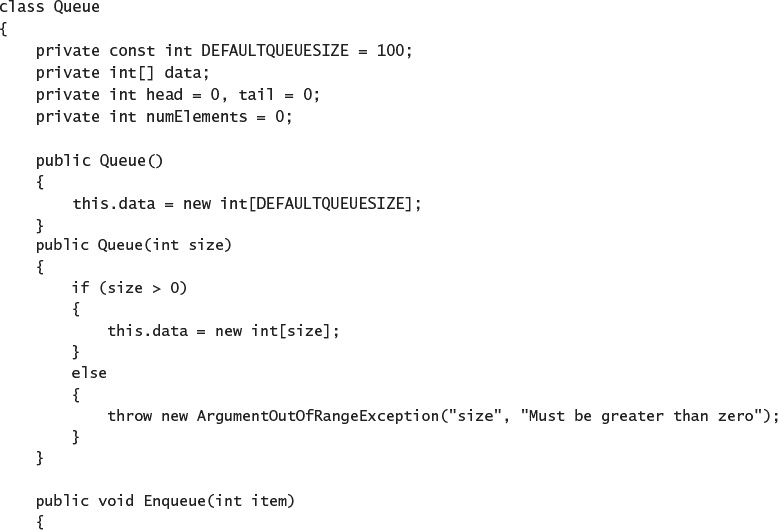 class Queue
{
    private const int DEFAULTQUEUESIZE = 100;
    private int[] data;
    private int head = 0, tail = 0;
    private int numElements = 0;

    public Queue()
    {
        this.data = new int[DEFAULTQUEUESIZE];
    }
    public Queue(int size)
    {
        if (size > 0)
        {
            this.data = new int[size];
        }
        else
        {
            throw new ArgumentOutOfRangeException("size", "Must be greater than zero");
        }
    }

    public void Enqueue(int item)
    {